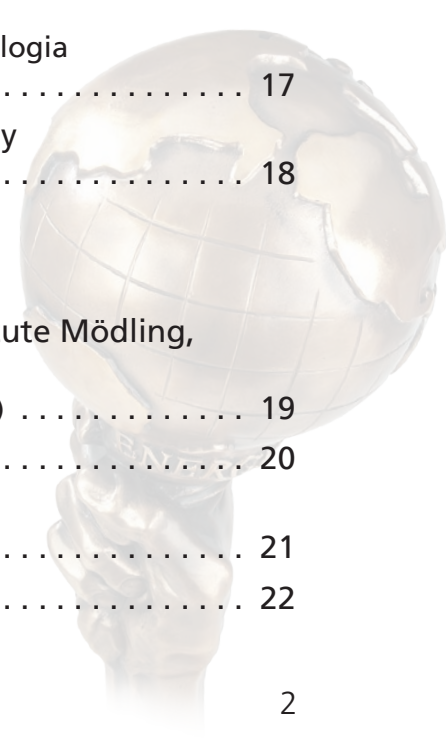 logia
. . . . . . . . . . . . . . 17
y
. . . . . . . . . . . . . . 18
ute Mödling,
) . . . . . . . . . . . . . 19
. . . . . . . . . . . . . . 20
. . . . . . . . . . . . . . 21
. . . . . . . . . . . . . . 22
2